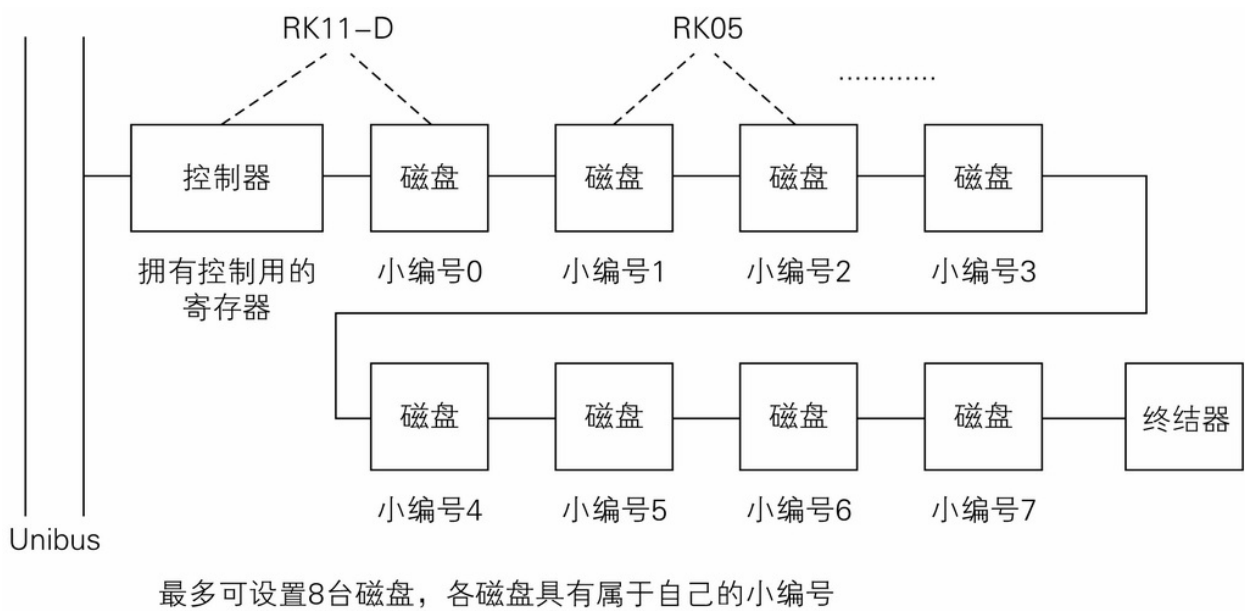 RK11-D
RK05
…………
控制器
磁盘
磁盘
磁盘
磁盘
拥有控制用的
寄存器
小编号0
小编号1
小编号2
小编号3
磁盘
磁盘
磁盘
磁盘
终结器
小编号4
小编号5
小编号6
小编号7
Unibus
最多可设置8台磁盘，各磁盘具有属于自己的小编号